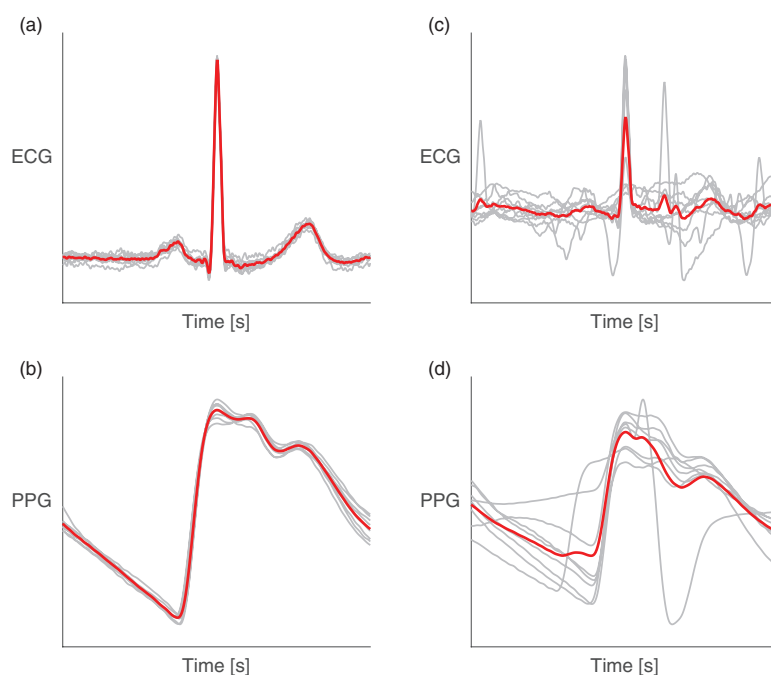 (a)
ECG
Time [s]
(c)
ECG
Time [s]
(b)
PPG
Time [s]
(d)
PPG
Time [s]